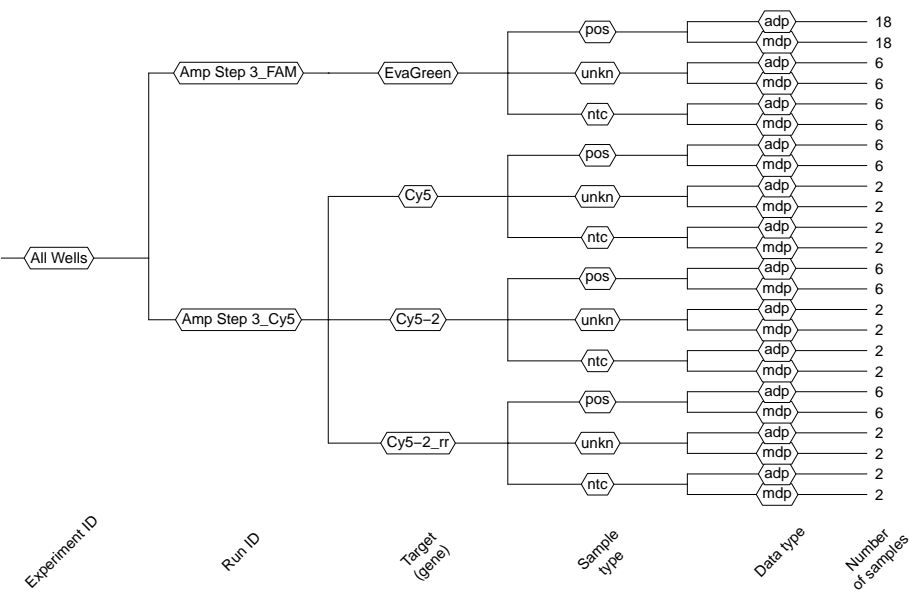 adp 18
pos
mdp 18
adp 6
Amp Step 3_FAM EvaGreen unkn
mdp 6
adp 6
ntc
mdp 6
adp 6
pos
mdp 6
adp 2
Cy5 unkn
mdp 2
adp 2
ntc
mdp 2
All Wells
adp 6
pos
mdp 6
adp 2
Amp Step 3_Cy5 Cy5−2 unkn
mdp 2
adp 2
ntc
mdp 2
adp 6
pos
mdp 6
adp 2
Cy5−2_rr unkn
mdp 2
adp 2
ntc
mdp 2
Experiment ID
Run ID
Target
(gene)
Sample
type
Data type
Number
of samples